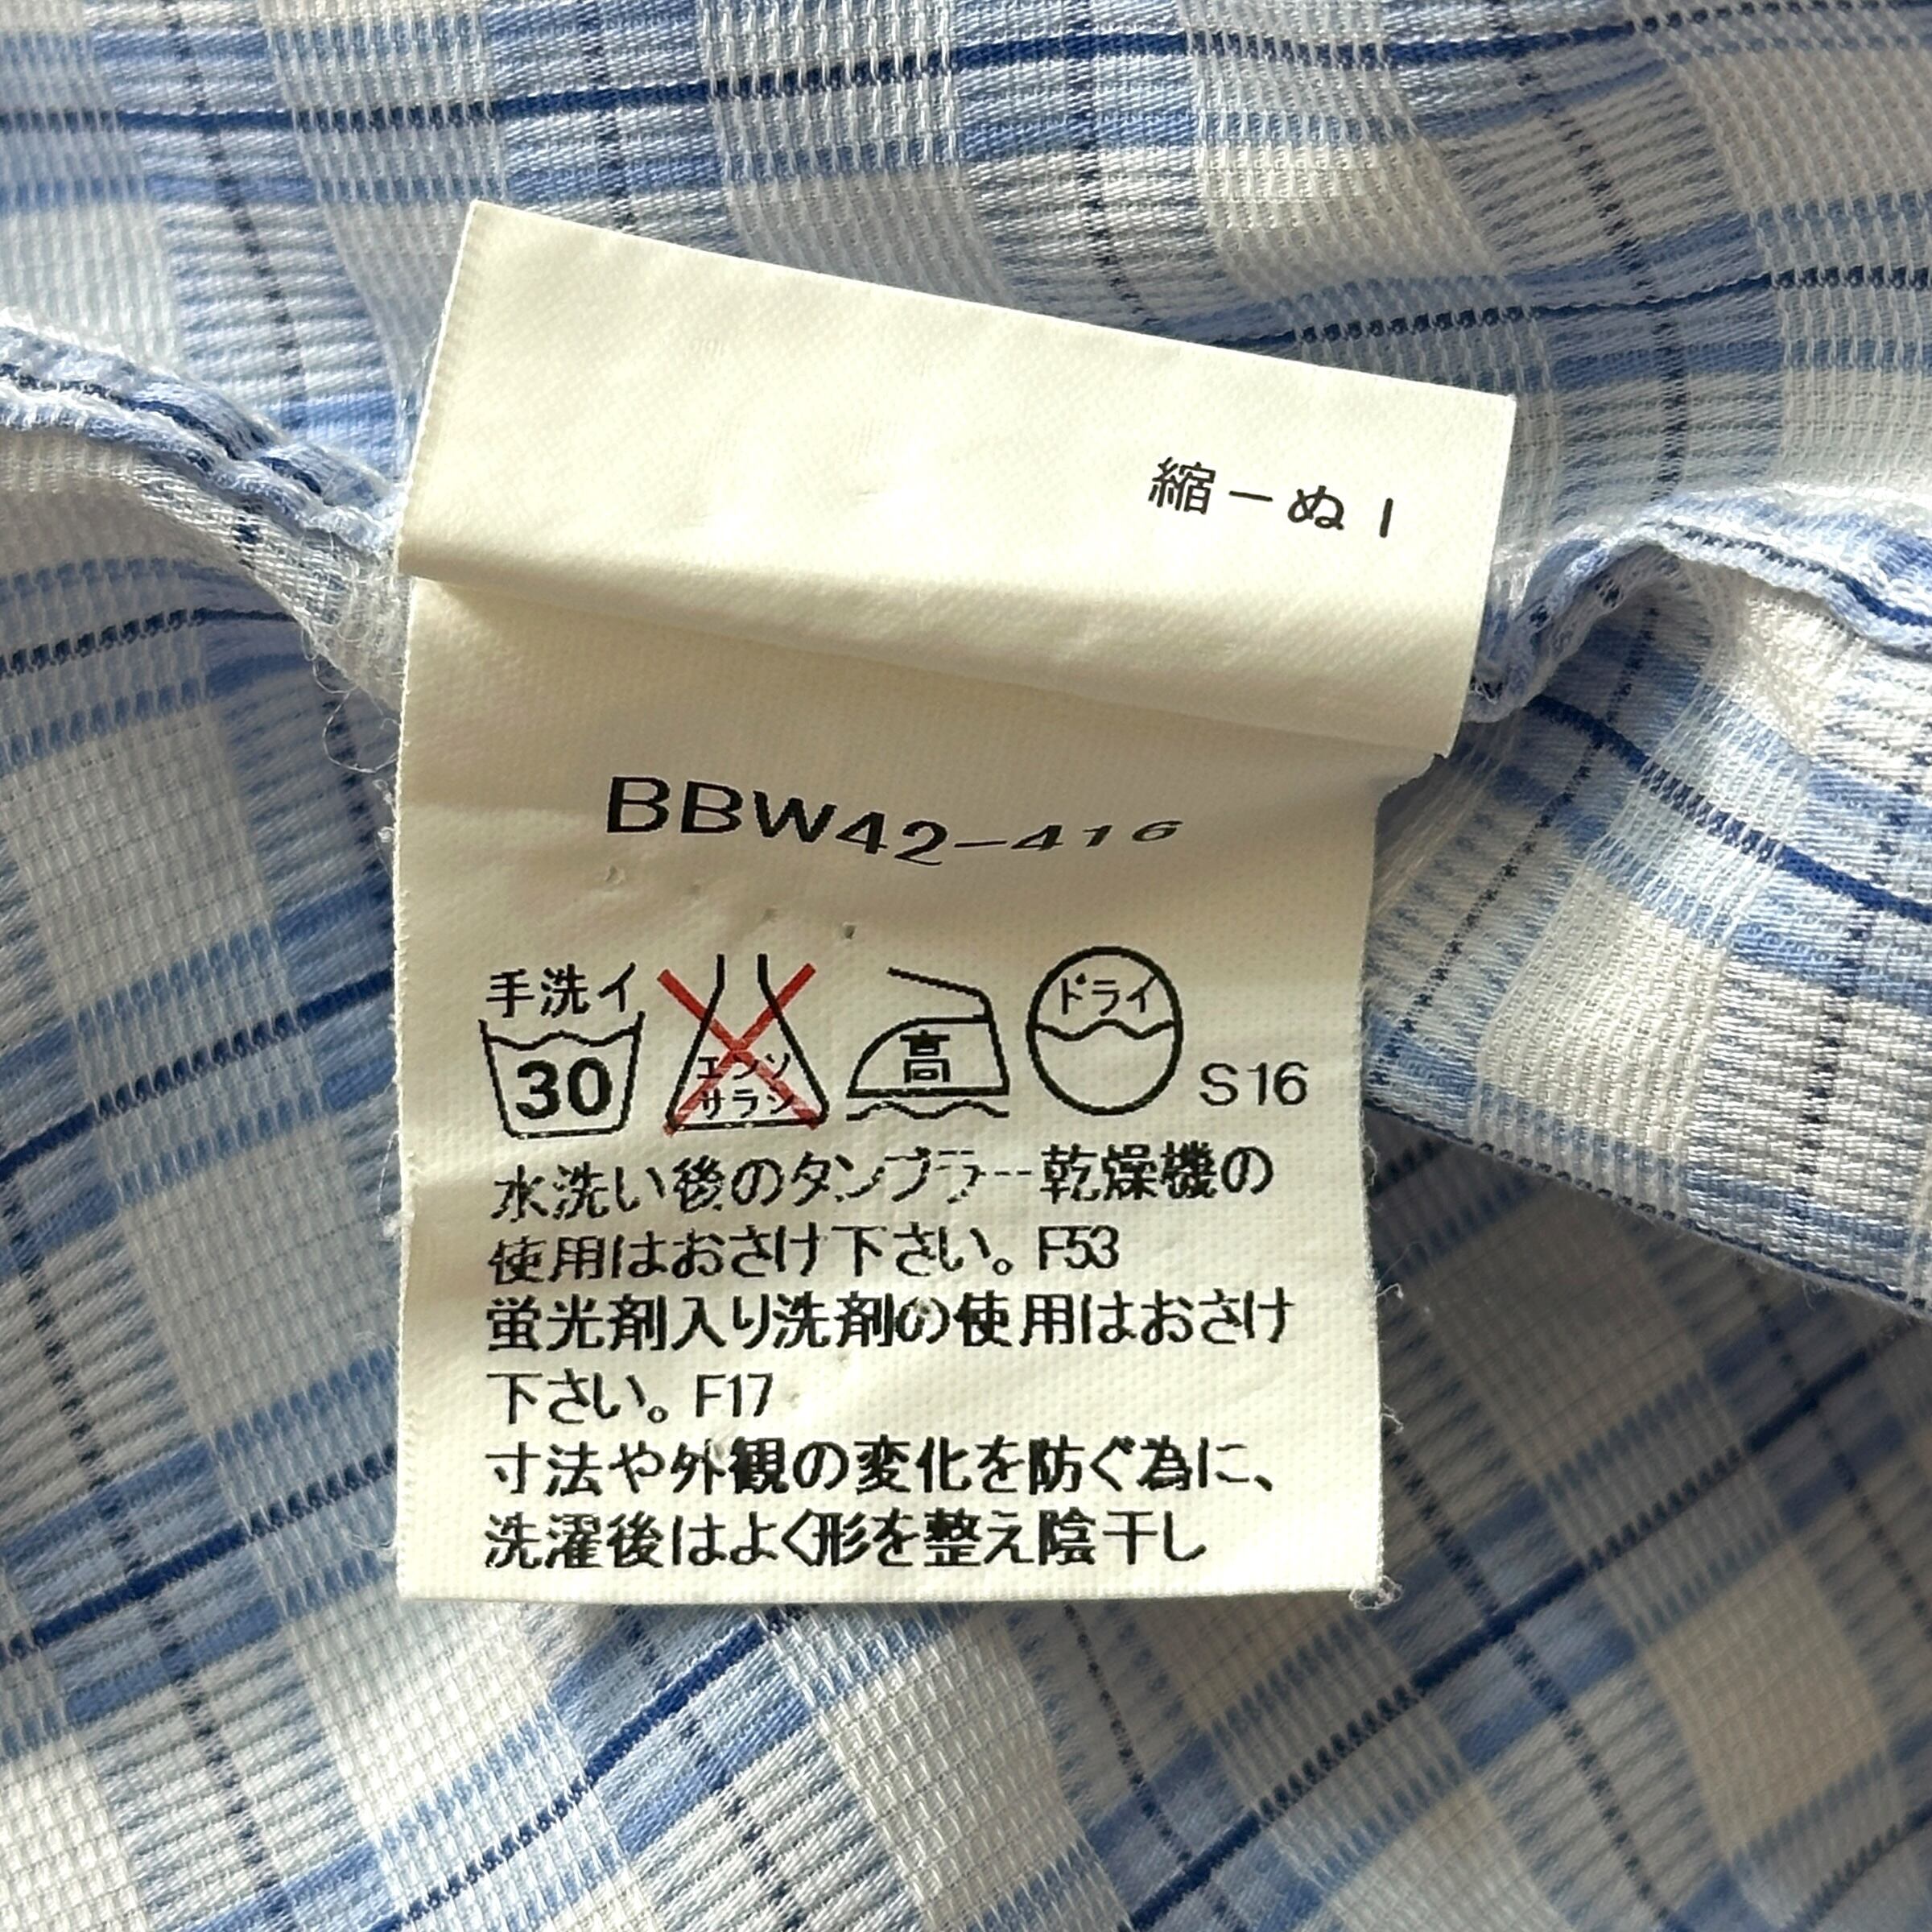 縮ーぬ1
BBW42-416
手洗イ
30
エンソ
サラシ
高
ドライ
S16
水洗い後のタンブラー乾燥機の
使用はおさけ下さい。F53
蛍光剤入り洗剤の使用はおさけ
下さい。F17
寸法や外観の変化を防ぐ為に、
洗濯後はよく形を整え陰干し